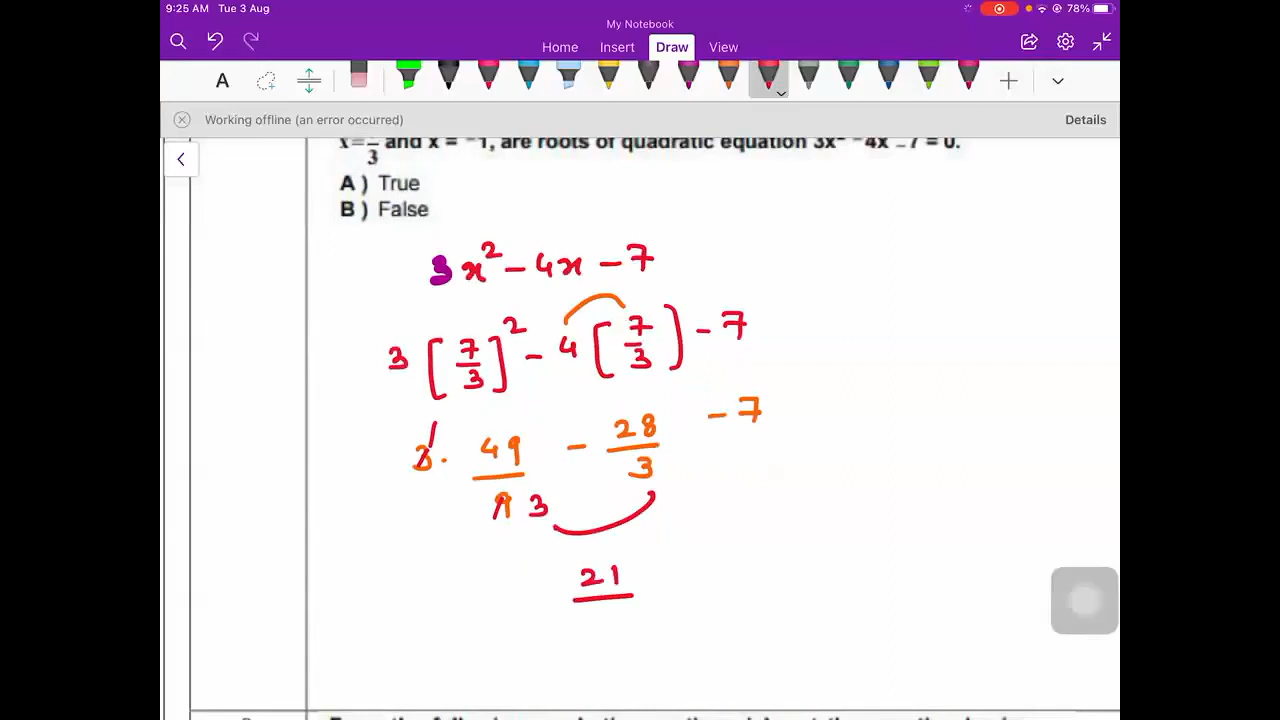 9:25 AM Tue 3 Aug
78%
My Notebook
Home Insert Draw View
A
Working offline (an error occurred) Details
3 and x = −1, are roots of quadratic equation 3x² − 4x − 7 = 0.
A ) True
B ) False
3x² − 4x − 7
3 [7/3]² − 4 [7/3] − 7
3 · 49/9 3 − 28/3 − 7
21